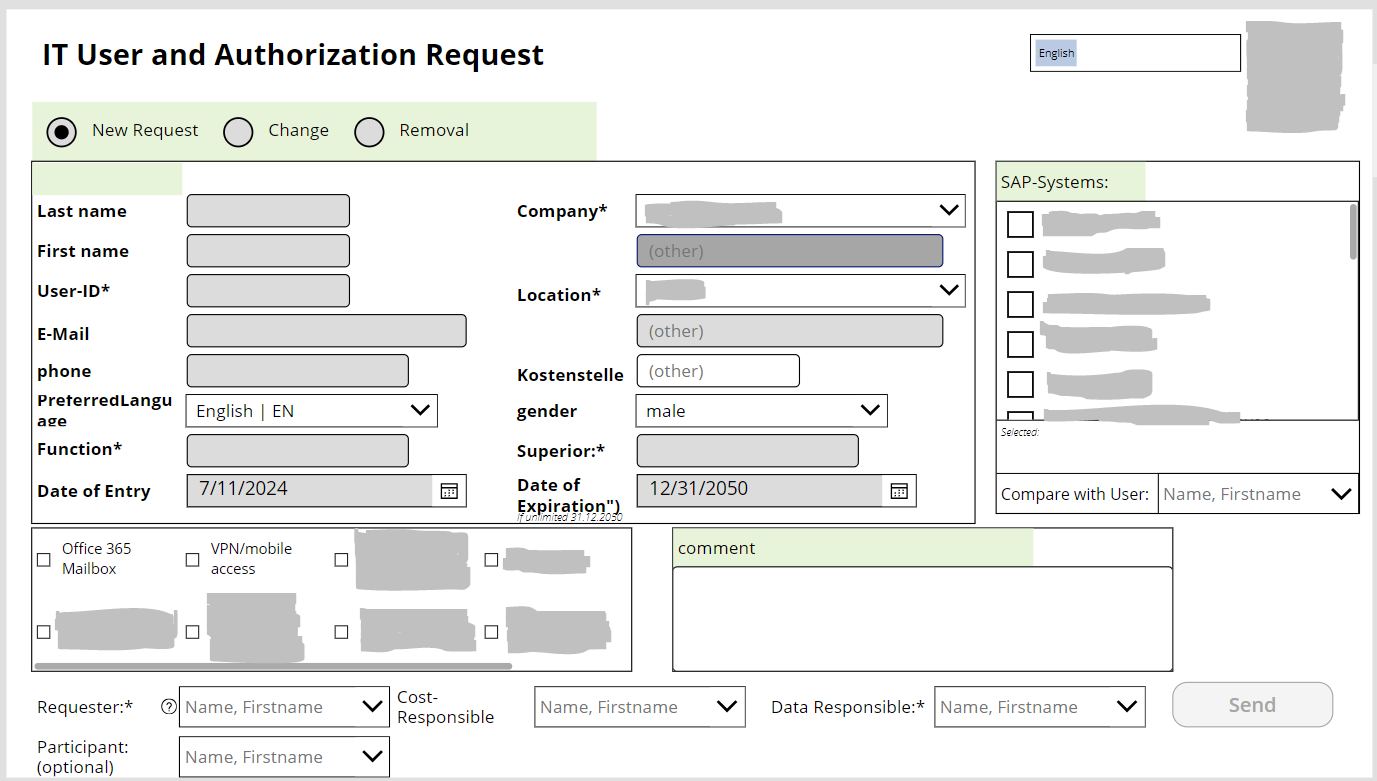 IT User and Authorization Request
English
New Request
Change
Removal
Last name
First name
User-ID*
E-Mail
phone
PreferredLangu
age
English | EN
Function*
Date of Entry
7/11/2024
Company*
(other)
Location*
(other)
Kostenstelle
(other)
gender
male
Superior:*
Date of
Expiration")
12/31/2050
if unlimited 31.12.2050
SAP-Systems:
Selected:
Compare with User:
Name, Firstname
Office 365
Mailbox
VPN/mobile
access
comment
Requester:*
?
Name, Firstname
Cost-
Responsible
Name, Firstname
Data Responsible:*
Name, Firstname
Send
Participant:
(optional)
Name, Firstname